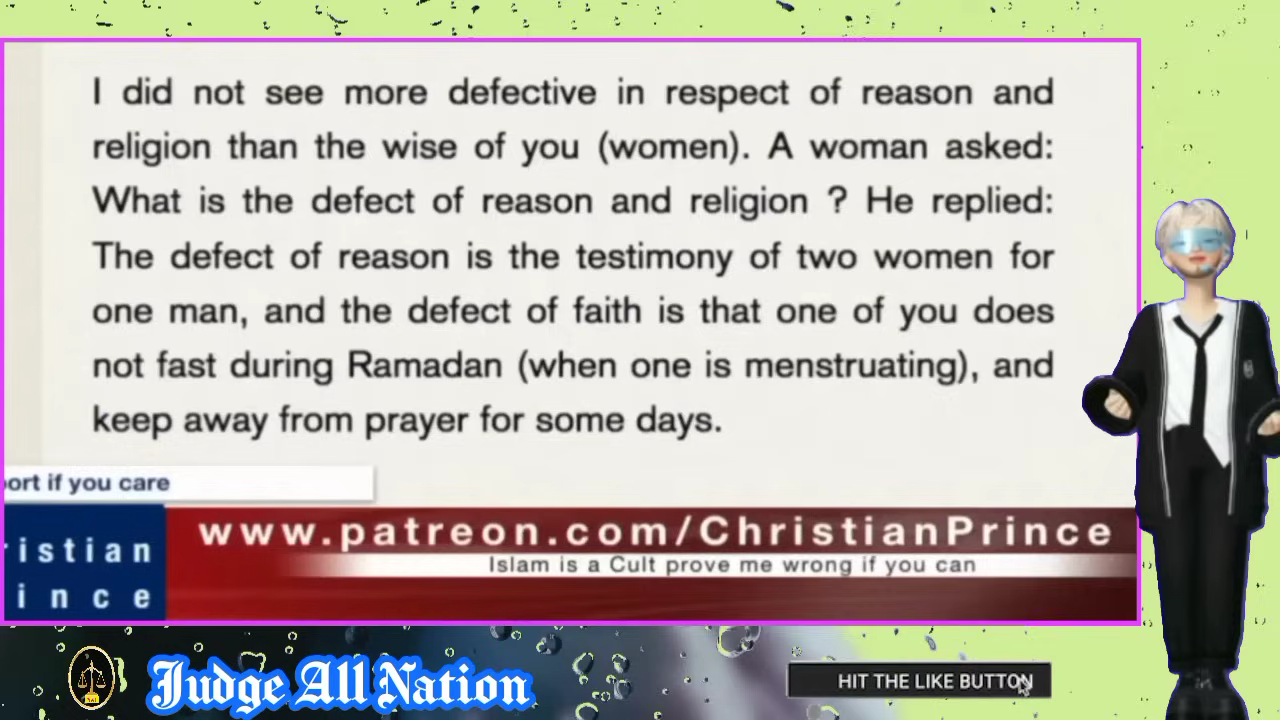 I did not see more defective in respect of reason and
religion than the wise of you (women). A woman asked:
What is the defect of reason and religion ? He replied:
The defect of reason is the testimony of two women for
one man, and the defect of faith is that one of you does
not fast during Ramadan (when one is menstruating), and
keep away from prayer for some days.
ort if you care
www.patreon.com/ChristianPrince
Islam is a Cult prove me wrong if you can
ristian
ince
Judge All Nation
HIT THE LIKE BUTTON